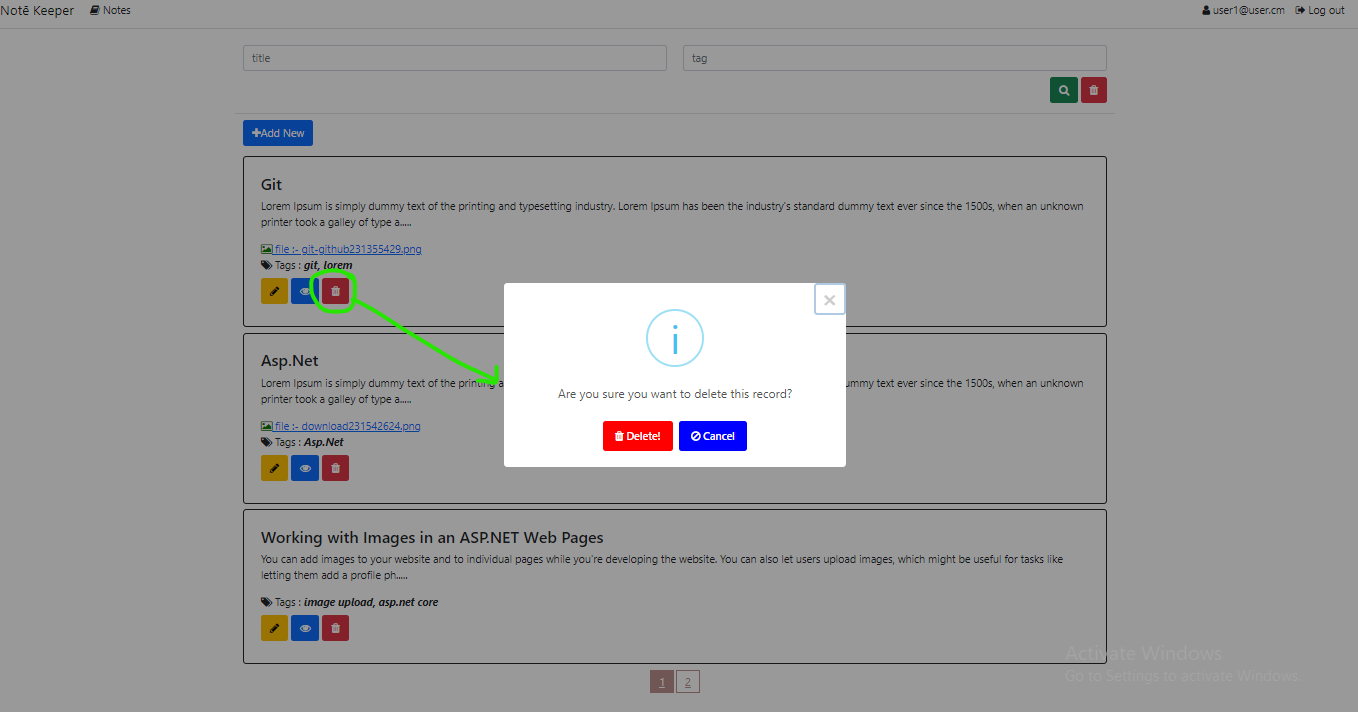 Notē Keeper Notes user1@user.cm Log out
title tag
Add New
Git
Lorem Ipsum is simply dummy text of the printing and typesetting industry. Lorem Ipsum has been the industry's standard dummy text ever since the 1500s, when an unknown
printer took a galley of type a.....
file :- git-github231355429.png
Tags : git, lorem
Are you sure you want to delete this record?
Delete! Cancel
Asp.Net
Lorem Ipsum is simply dummy text of the printing a
ummy text ever since the 1500s, when an unknown
printer took a galley of type a.....
file :- download231542624.png
Tags : Asp.Net
Working with Images in an ASP.NET Web Pages
You can add images to your website and to individual pages while you're developing the website. You can also let users upload images, which might be useful for tasks like
letting them add a profile ph.....
Tags : image upload, asp.net core
1 2
Activate Windows
Go to Settings to activate Windows.